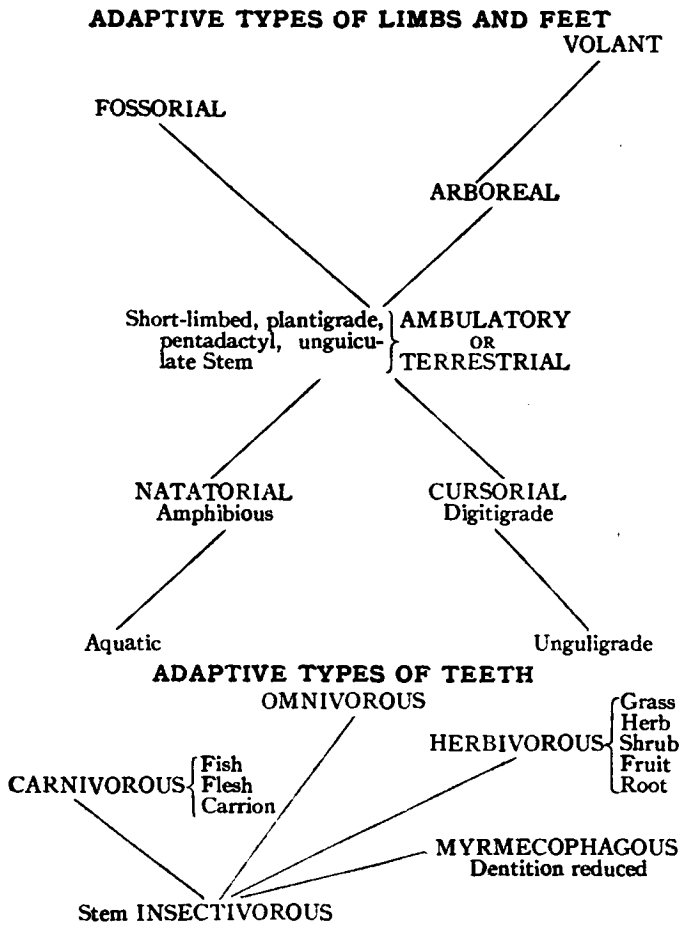 ADAPTIVE TYPES OF LIMBS AND FEET
VOLANT
FOSSORIAL
ARBOREAL
Short-limbed, plantigrade,
pentadactyl, unguicu-
late Stem
AMBULATORY
OR
TERRESTRIAL
NATATORIAL
Amphibious
CURSORIAL
Digitigrade
Aquatic
Unguligrade
ADAPTIVE TYPES OF TEETH
OMNIVOROUS
HERBIVOROUS
Grass
Herb
Shrub
Fruit
Root
CARNIVOROUS
Fish
Flesh
Carrion
MYRMECOPHAGOUS
Dentition reduced
Stem INSECTIVOROUS